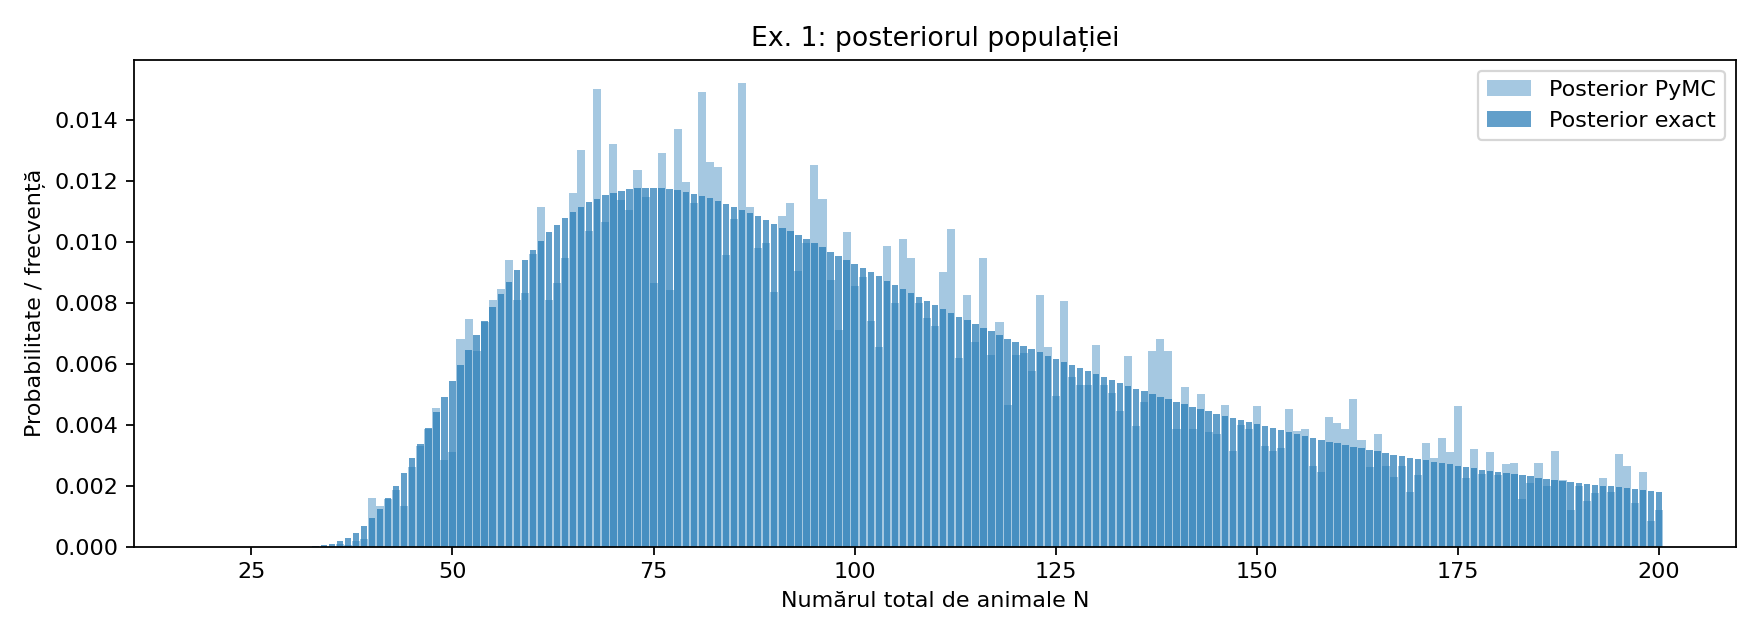 Ex. 1: posteriorul populației
Posterior PyMC
Posterior exact
Probabilitate / frecvență
0.014
0.012
0.010
0.008
0.006
0.004
0.002
0.000
25 50 75 100 125 150 175 200
Numărul total de animale N